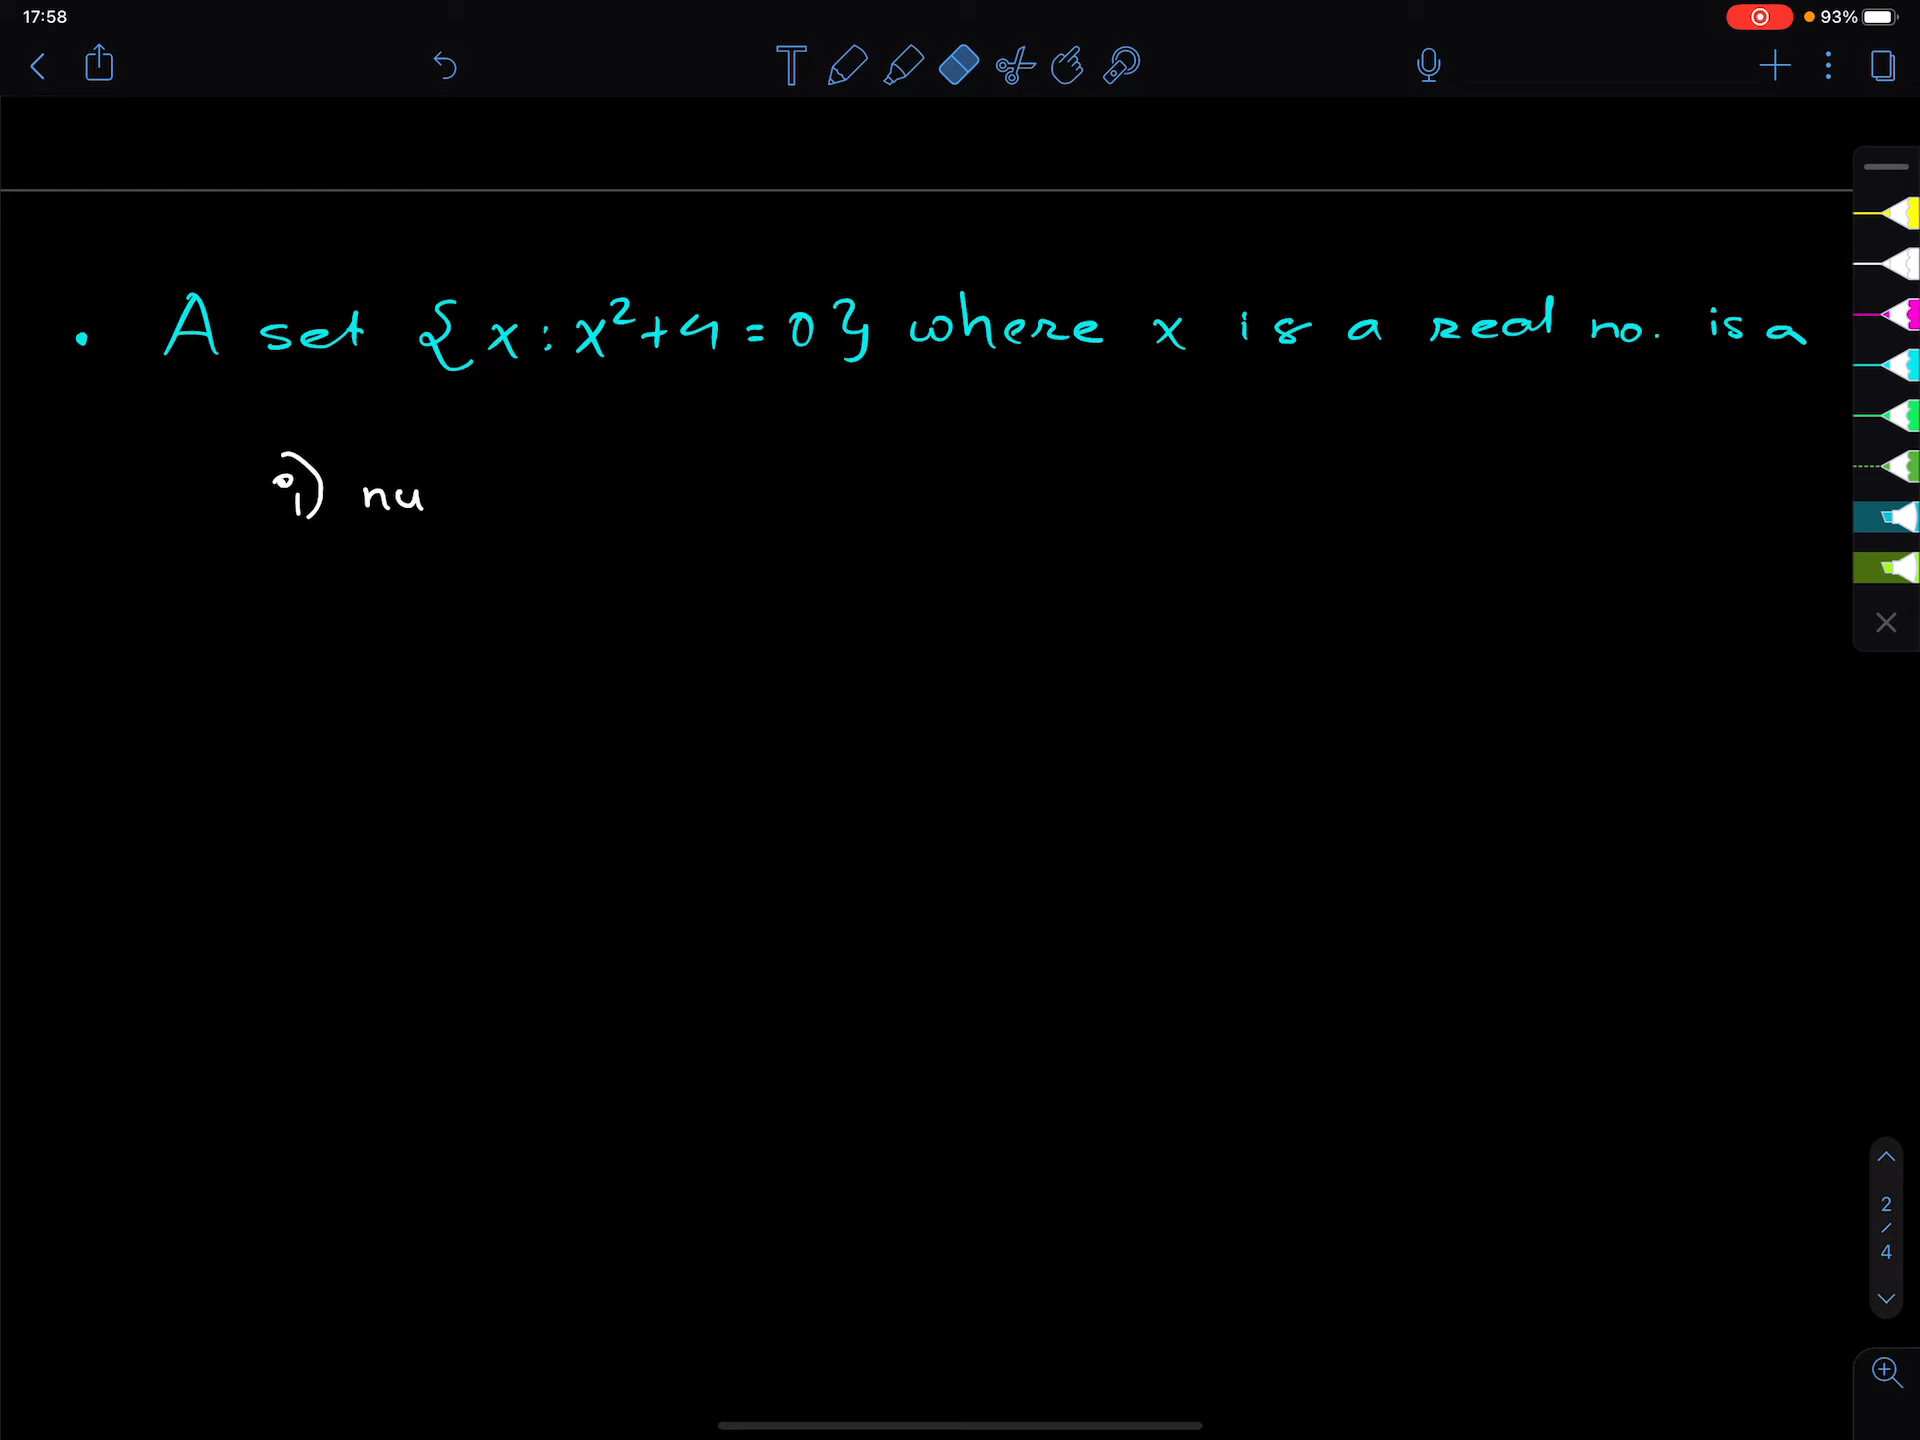 17:58
93%
• A set {x : x²+4 = 0} where x is a real no. is a
i) nu
2
/
4